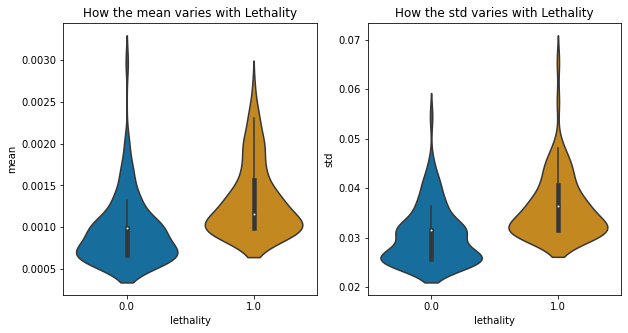 How the mean varies with Lethality
mean
0.0030
0.0025
0.0020
0.0015
0.0010
0.0005
0.0
1.0
lethality
How the std varies with Lethality
std
0.07
0.06
0.05
0.04
0.03
0.02
0.0
1.0
lethality